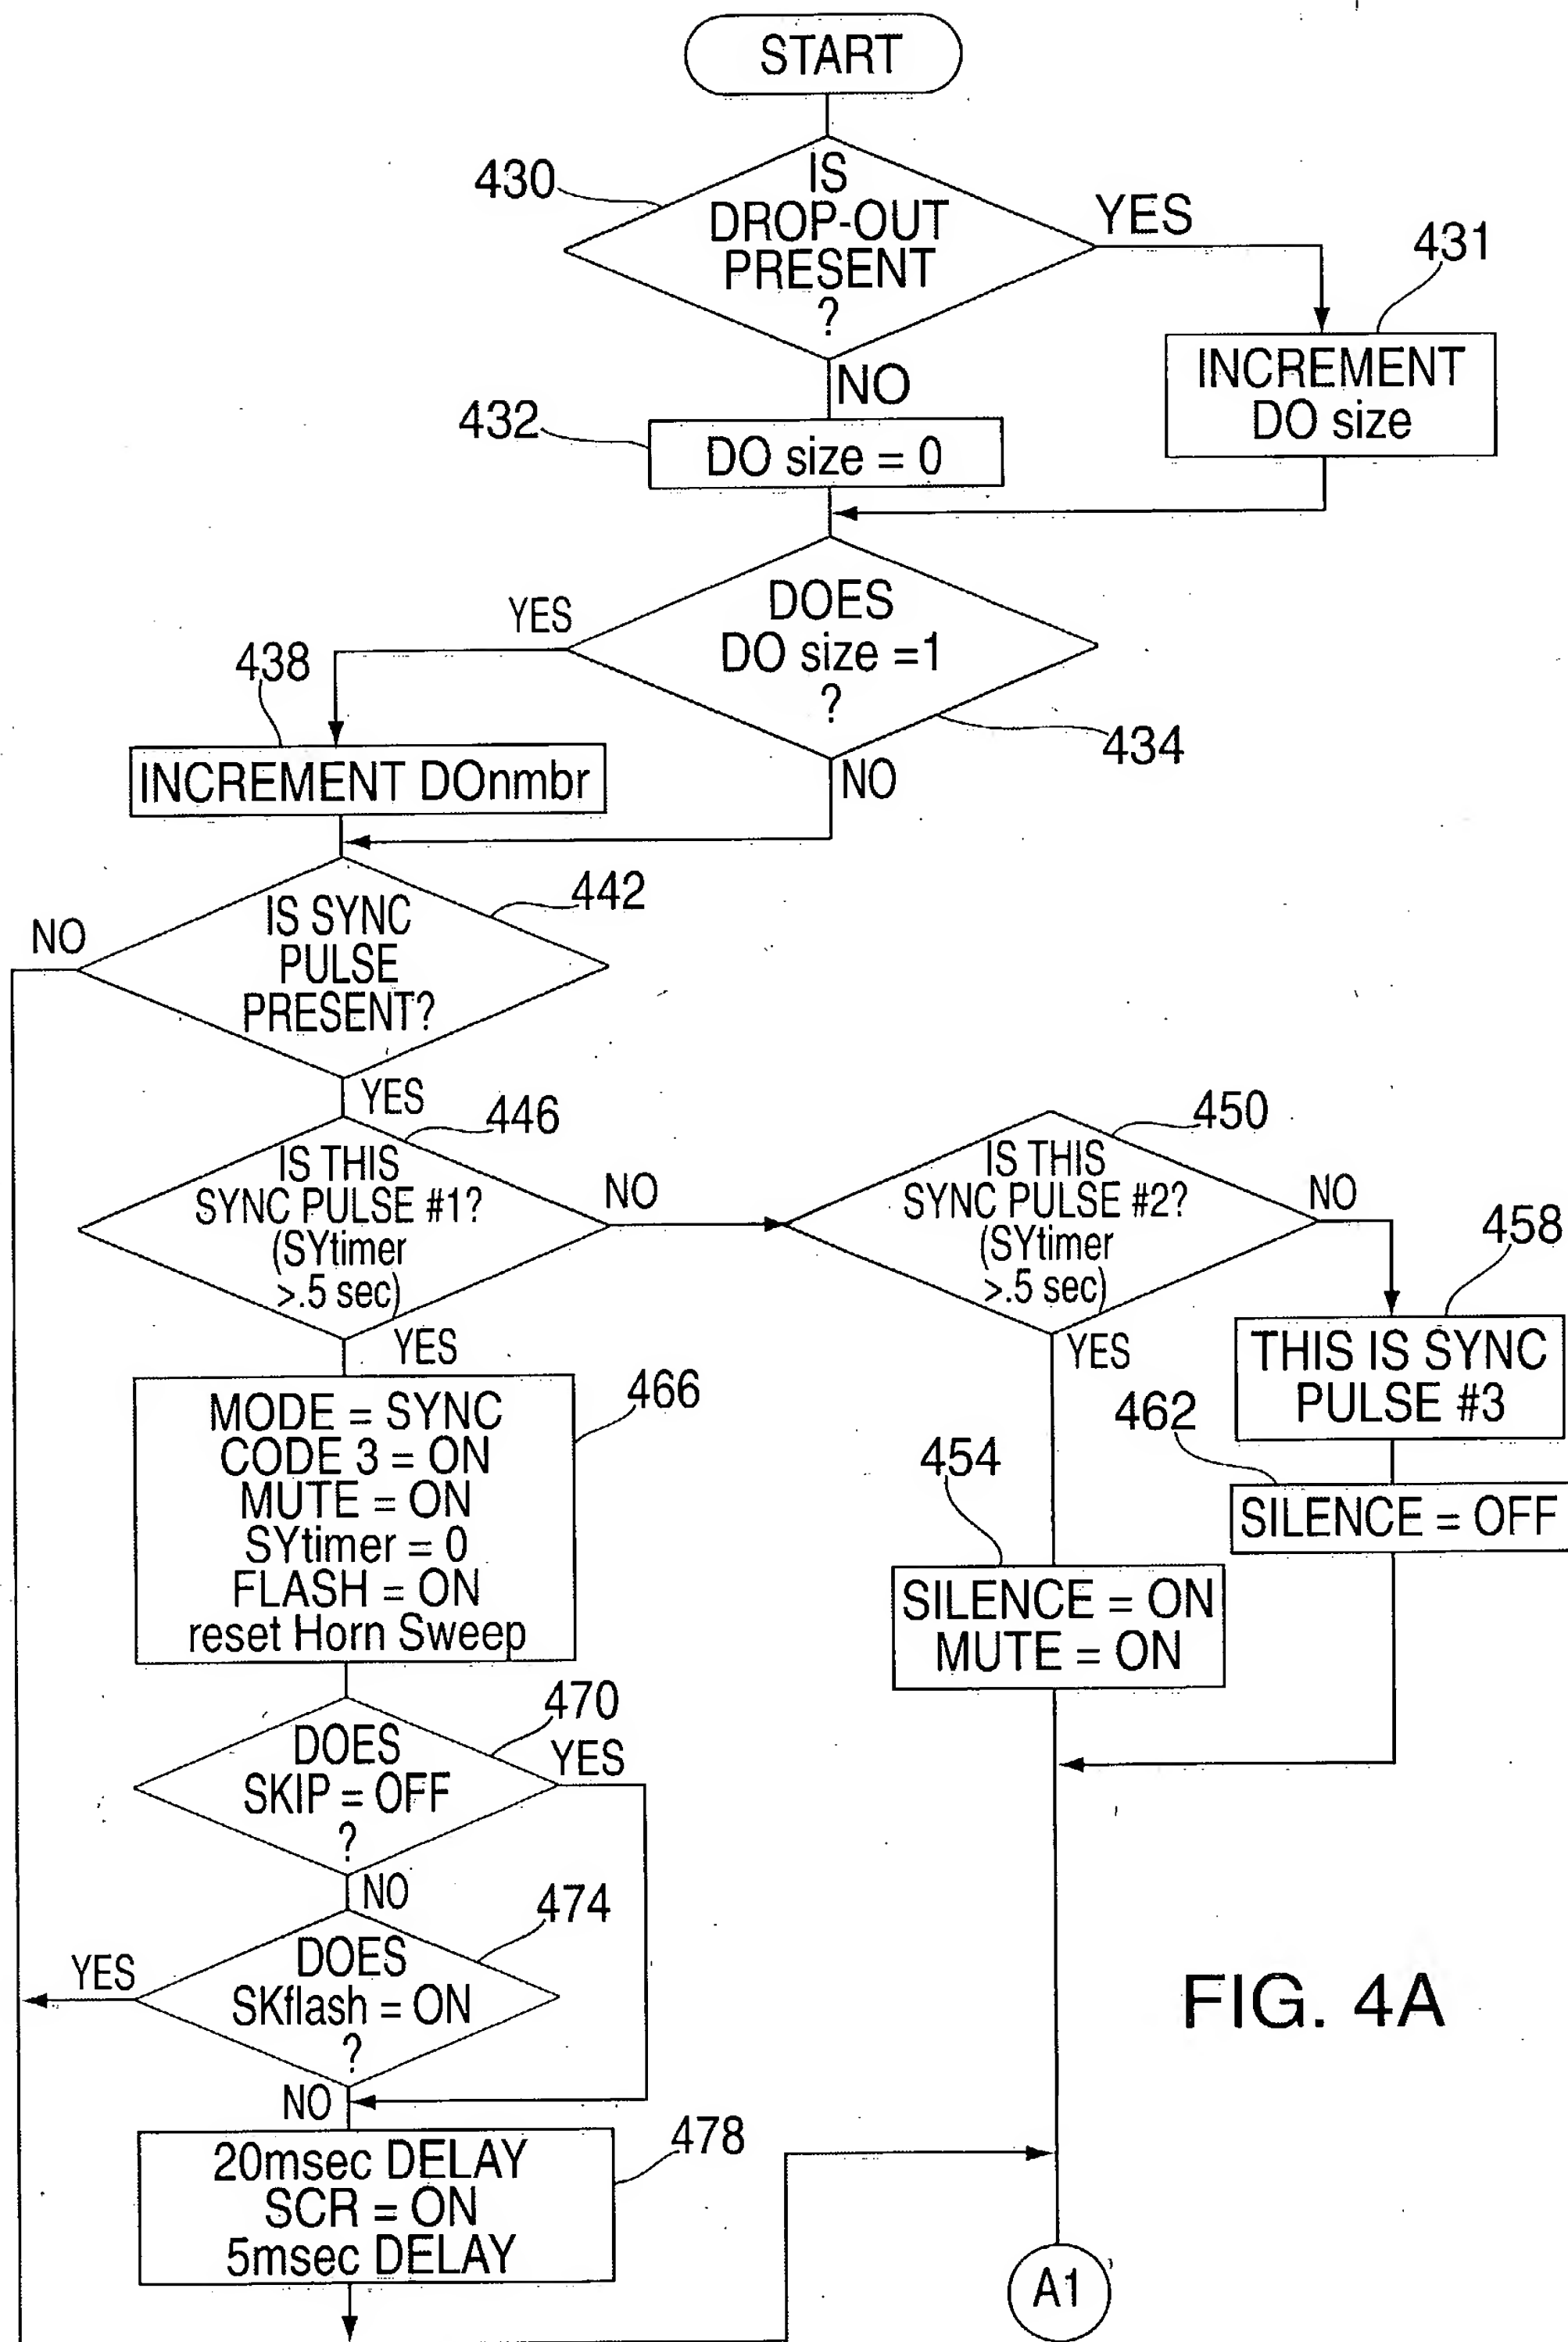 START
430
IS
DROP-OUT
PRESENT
?
YES
431
INCREMENT
DO size
NO
432
DO size = 0
DOES
DO size =1
?
YES
434
438
NO
INCREMENT DOnmbr
442
IS SYNC
PULSE
PRESENT?
NO
YES
446
IS THIS
SYNC PULSE #1?
(SYtimer
>.5 sec)
NO
450
IS THIS
SYNC PULSE #2?
(SYtimer
>.5 sec)
NO
458
THIS IS SYNC
PULSE #3
462
SILENCE = OFF
YES
454
SILENCE = ON
MUTE = ON
YES
466
MODE = SYNC
CODE 3 = ON
MUTE = ON
SYtimer = 0
FLASH = ON
reset Horn Sweep
470
DOES
SKIP = OFF
?
YES
NO
474
DOES
SKflash = ON
?
YES
NO
478
20msec DELAY
SCR = ON
5msec DELAY
A1
FIG. 4A